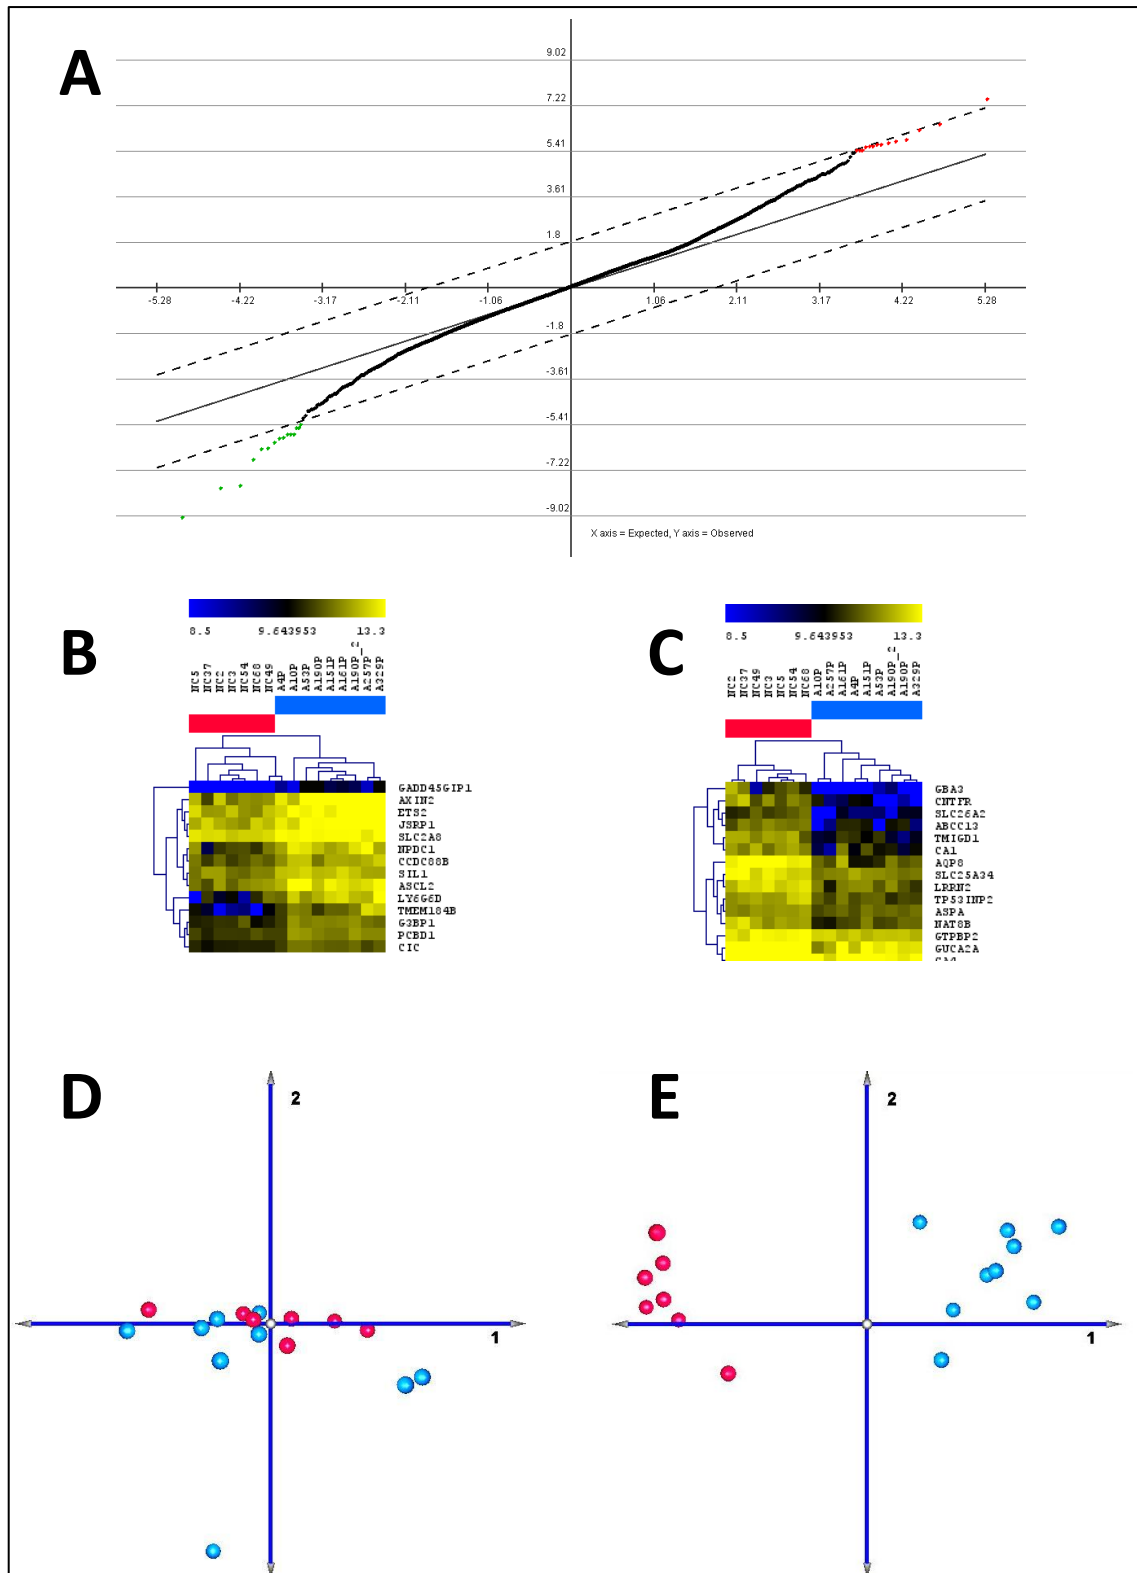 A
9.02
7.22
5.41
3.61
1.8
-5.28 -4.22 -3.17 -2.11 -1.06 1.06 2.11 3.17 4.22 5.28
-1.8
-3.61
-5.41
-7.22
-9.02
X axis = Expected, Y axis = Observed
B
8.5 9.643953 13.3
NC5
NC37
NC2
NC3
NC54
NC68
NC49
A4P
A10P
A53P
A190P
A151P
A161P
A190P_2
A257P
A329P
GADD45GIP1
AXIN2
ETS2
JSRP1
SLC2A8
NPDC1
CCDC88B
SIL1
ASCL2
LY6G6D
TMEM184B
G3BP1
PCBD1
CIC
C
8.5 9.643953 13.3
NC2
NC37
NC49
NC3
NC5
NC54
NC68
A10P
A257P
A161P
A4P
A151P
A53P
A190P_2
A190P
A329P
GBA3
CNTFR
SLC26A2
ABCC13
TMIGD1
CA1
AQP8
SLC25A34
LRRN2
TP53INP2
ASPA
NAT8B
GTPBP2
GUCA2A
D
2
1
E
2
1